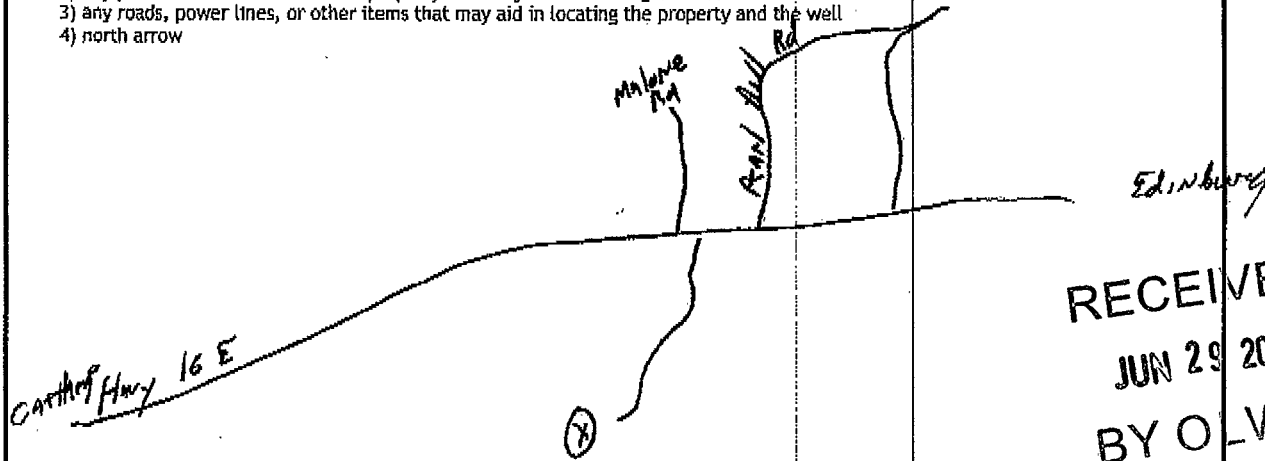 3) any roads, power lines, or other items that may aid in locating the property and the well
4) north arrow
Malone
Rd
Rd
Edinburg
Hwy 16 E
X
RECEIVE
JUN 29 20
BY OLW